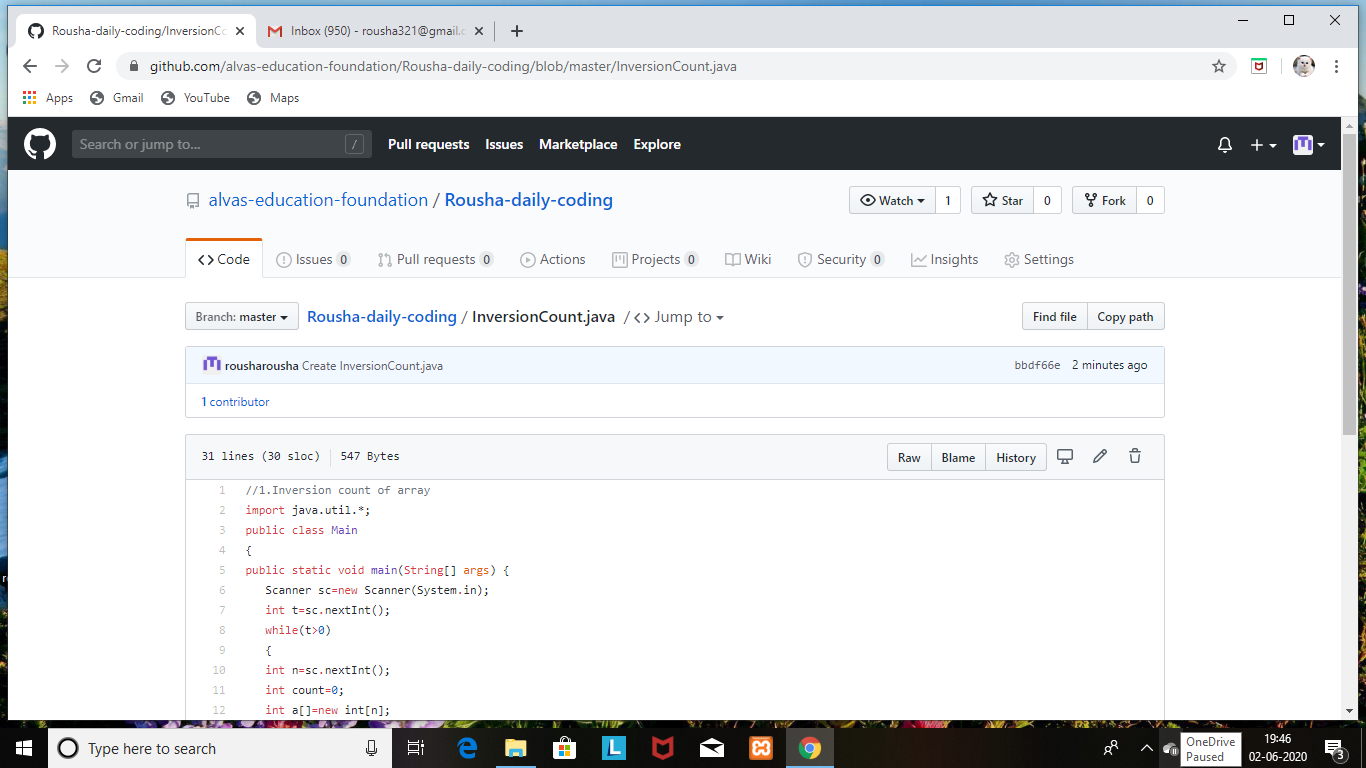 Rousha-daily-coding/InversionCo
Inbox (950) - rousha321@gmail.c
github.com/alvas-education-foundation/Rousha-daily-coding/blob/master/InversionCount.java
Apps Gmail YouTube Maps
Search or jump to... /
Pull requests Issues Marketplace Explore
alvas-education-foundation / Rousha-daily-coding
Watch 1 Star 0 Fork 0
Code Issues 0 Pull requests 0 Actions Projects 0 Wiki Security 0 Insights Settings
Branch: master Rousha-daily-coding / InversionCount.java / <> Jump to
Find file Copy path
rousharousha Create InversionCount.java bbdf66e 2 minutes ago
1 contributor
31 lines (30 sloc) 547 Bytes
Raw Blame History
1 //1.Inversion count of array
2 import java.util.*;
3 public class Main
4 {
5 public static void main(String[] args) {
6 Scanner sc=new Scanner(System.in);
7 int t=sc.nextInt();
8 while(t>0)
9 {
10 int n=sc.nextInt();
11 int count=0;
12 int a[]=new int[n];
Type here to search
L
OneDrive
Paused
19:46
02-06-2020
3